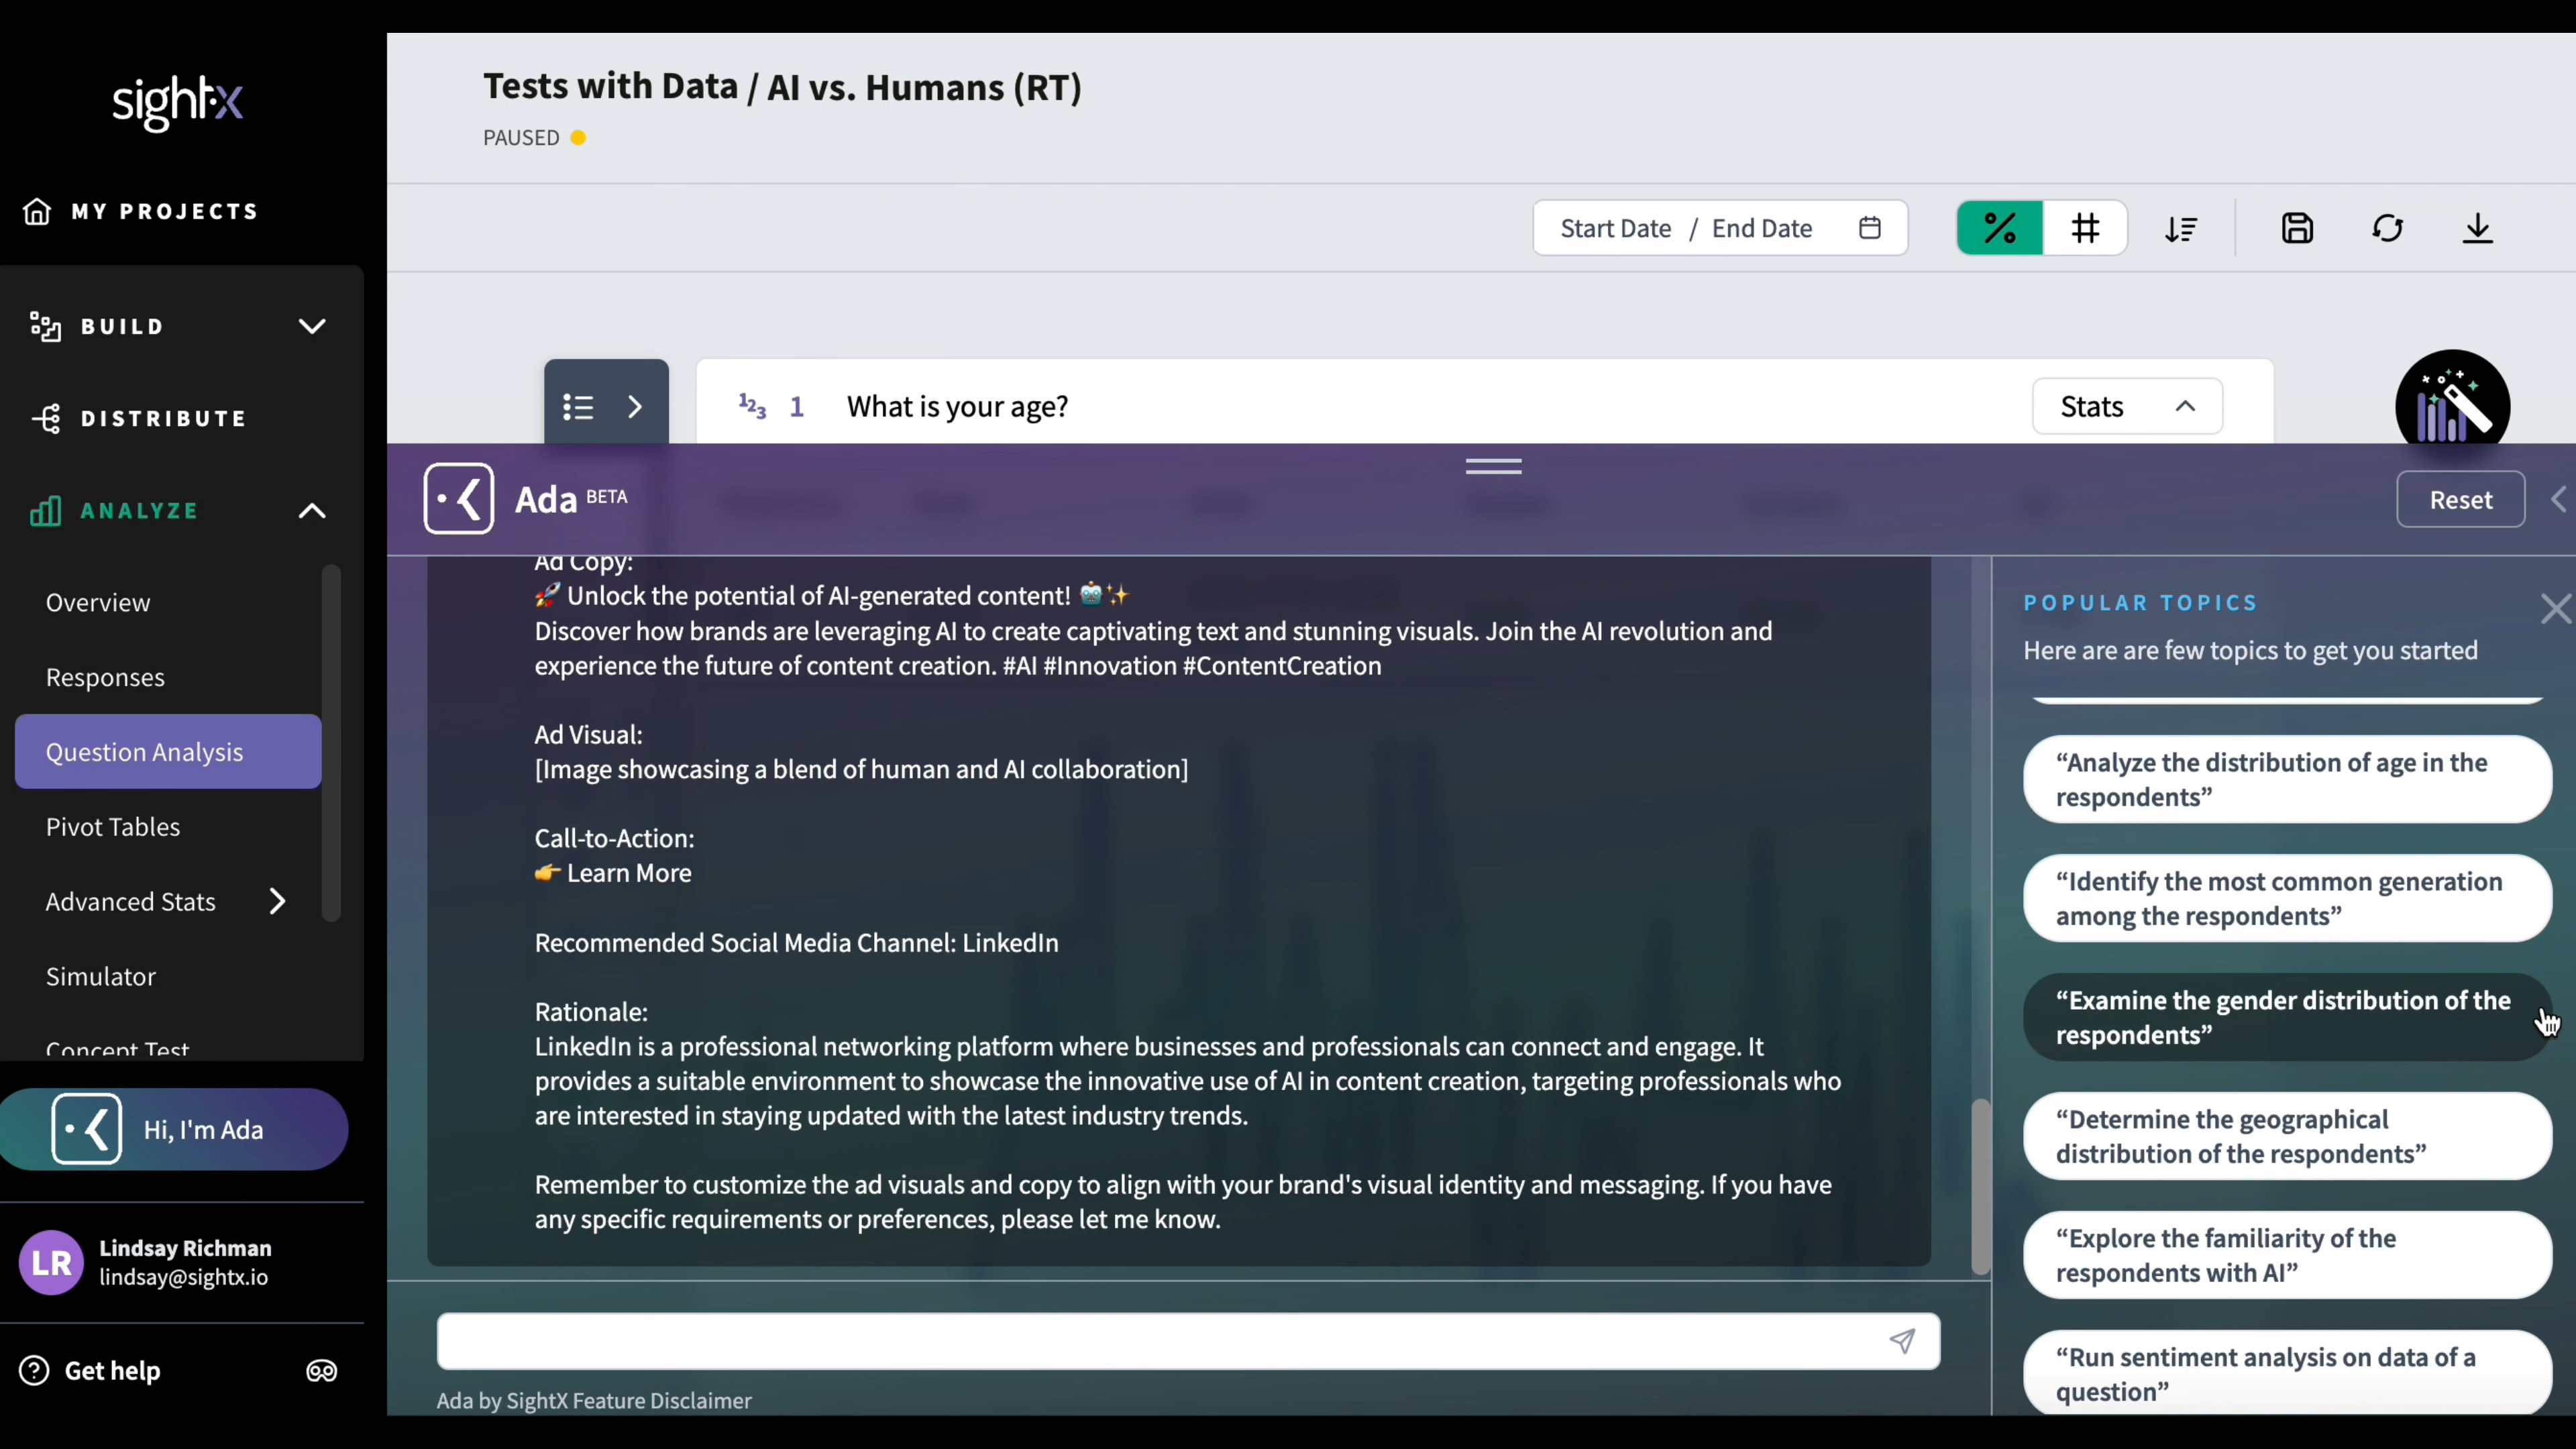 sightx
MY PROJECTS
BUILD
DISTRIBUTE
ANALYZE
Overview
Responses
Question Analysis
Pivot Tables
Advanced Stats
Simulator
Concept Test
Hi, I'm Ada
LR
Lindsay Richman
lindsay@sightx.io
Get help
Tests with Data / AI vs. Humans (RT)
PAUSED
Start Date / End Date
1 What is your age?
Stats
Ada BETA
Reset
Ad Copy:
🚀 Unlock the potential of AI-generated content! 🤖✨
Discover how brands are leveraging AI to create captivating text and stunning visuals. Join the AI revolution and
experience the future of content creation. #AI #Innovation #ContentCreation
Ad Visual:
[Image showcasing a blend of human and AI collaboration]
Call-to-Action:
👉 Learn More
Recommended Social Media Channel: LinkedIn
Rationale:
LinkedIn is a professional networking platform where businesses and professionals can connect and engage. It
provides a suitable environment to showcase the innovative use of AI in content creation, targeting professionals who
are interested in staying updated with the latest industry trends.
Remember to customize the ad visuals and copy to align with your brand's visual identity and messaging. If you have
any specific requirements or preferences, please let me know.
Ada by SightX Feature Disclaimer
POPULAR TOPICS
Here are are few topics to get you started
“Analyze the distribution of age in the
respondents”
“Identify the most common generation
among the respondents”
“Examine the gender distribution of the
respondents”
“Determine the geographical
distribution of the respondents”
“Explore the familiarity of the
respondents with AI”
“Run sentiment analysis on data of a
question”